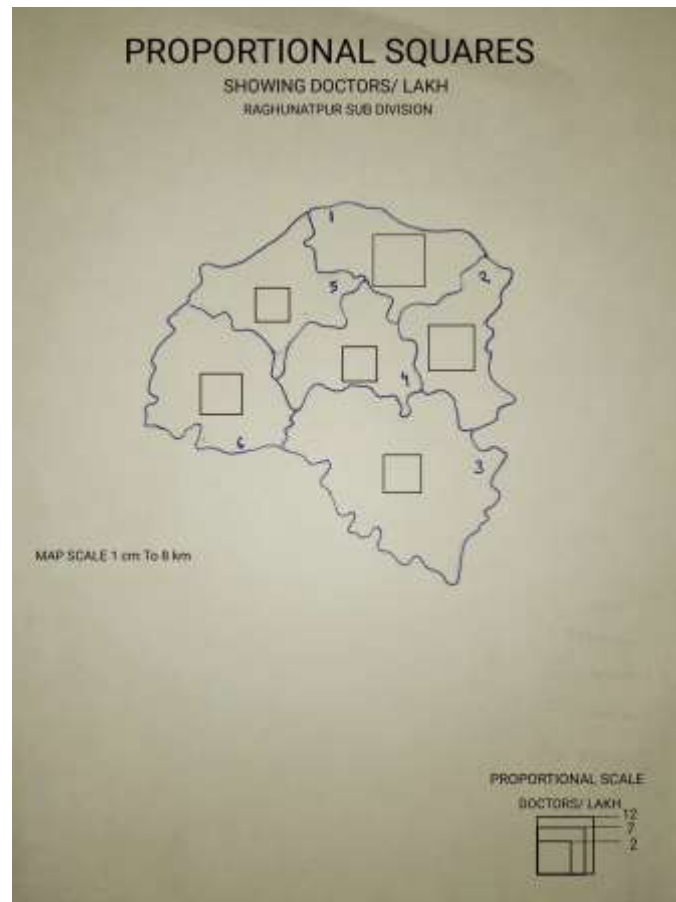 PROPORTIONAL SQUARES
SHOWING DOCTORS/ LAKH
RAGHUNATPUR SUB DIVISION
1
2
5
4
6
3
MAP SCALE 1 cm To 8 km
PROPORTIONAL SCALE
DOCTORS/ LAKH
12
7
2